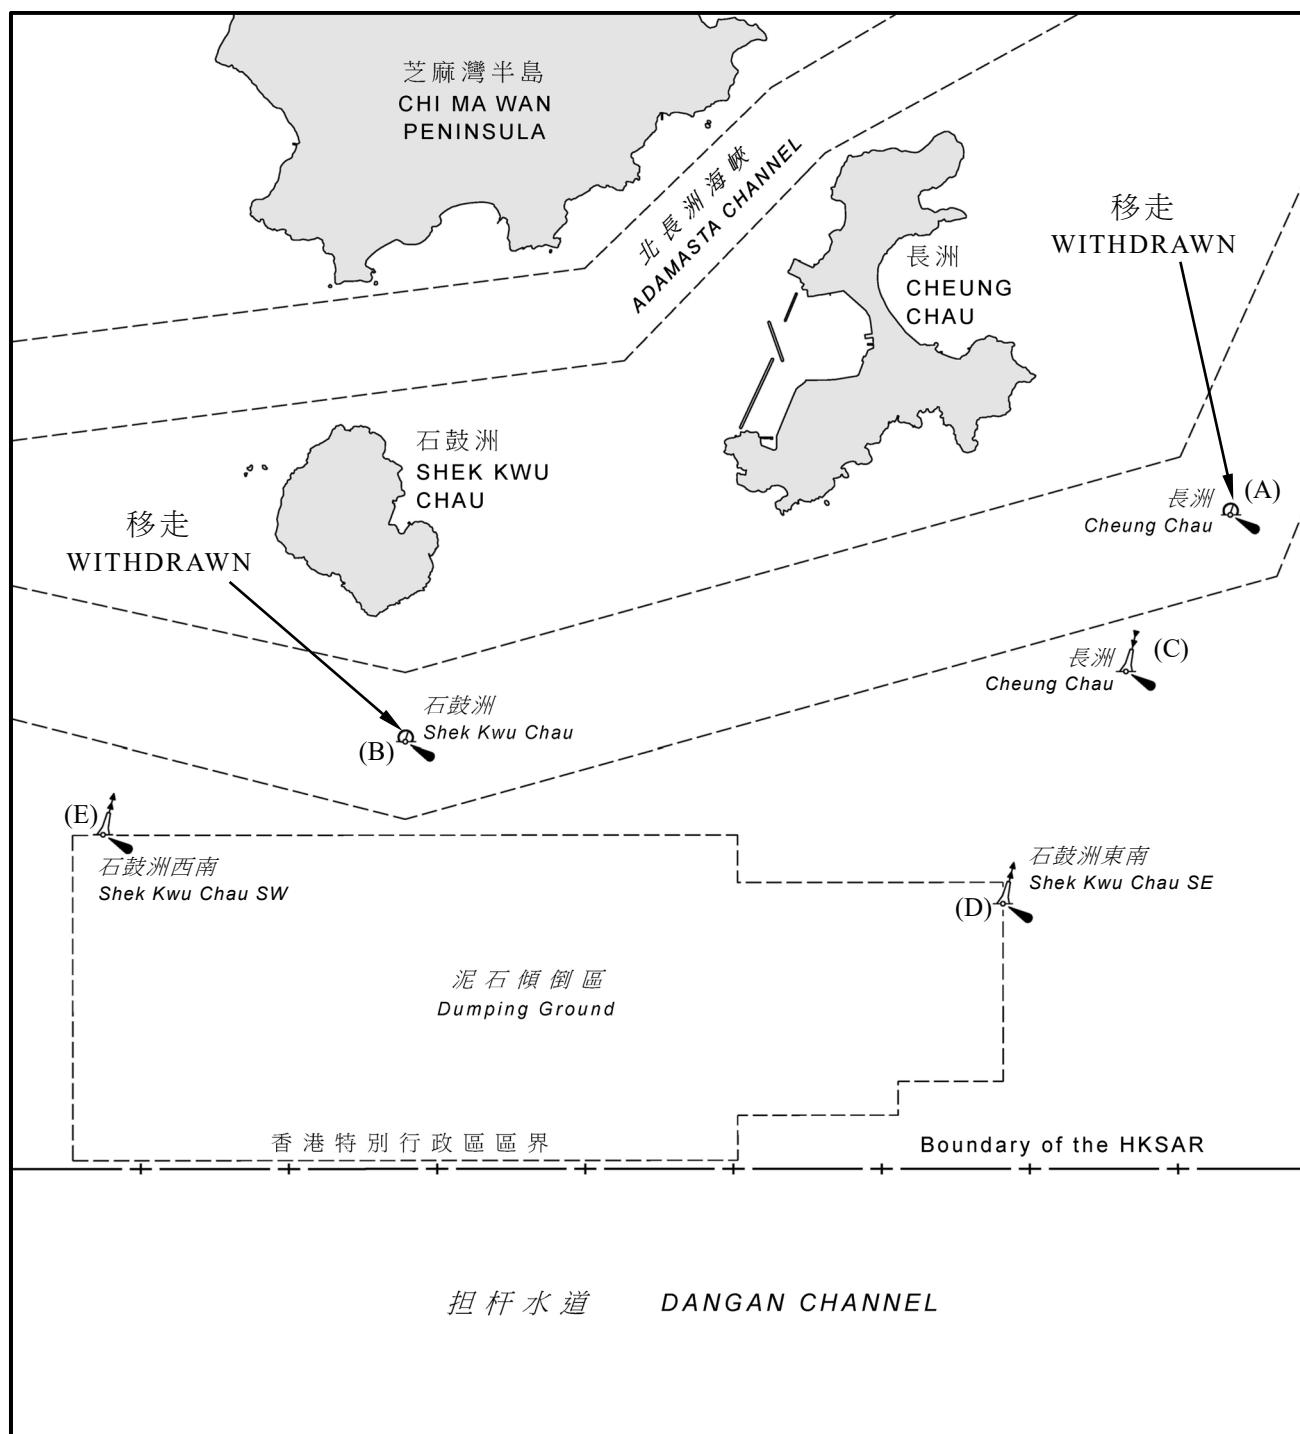 芝麻灣半島
CHI MA WAN
PENINSULA
北長洲海峽
ADAMASTA CHANNEL
移走
WITHDRAWN
長洲
CHEUNG
CHAU
石鼓洲
SHEK KWU
CHAU
(A)
長洲
Cheung Chau
移走
WITHDRAWN
(C)
長洲
Cheung Chau
石鼓洲
Shek Kwu Chau
(B)
(E)
石鼓洲西南
Shek Kwu Chau SW
石鼓洲東南
Shek Kwu Chau SE
(D)
泥石傾倒區
Dumping Ground
香港特別行政區區界
Boundary of the HKSAR
担杆水道 DANGAN CHANNEL